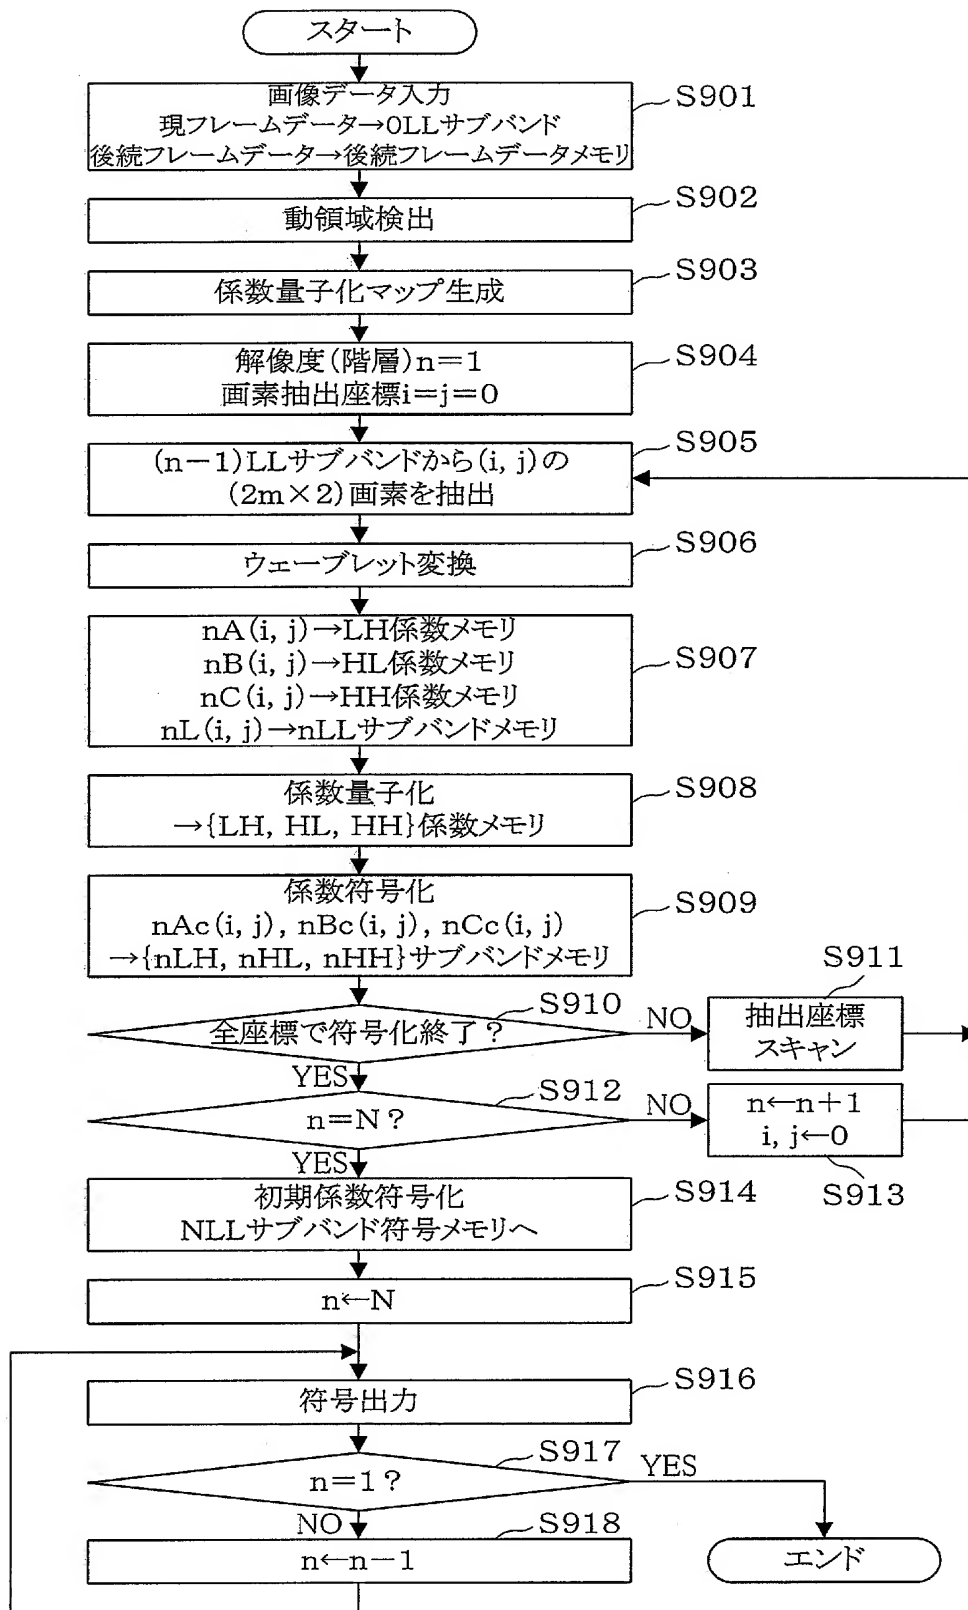 スタート
画像データ入力
現フレームデータ→0LLサブバンド
後続フレームデータ→後続フレームデータメモリ
S901
動領域検出
S902
係数量子化マップ生成
S903
解像度(階層)n=1
画素抽出座標i=j=0
S904
(n-1)LLサブバンドから(i, j)の
(2m×2)画素を抽出
S905
ウェーブレット変換
S906
nA(i, j)→LH係数メモリ
nB(i, j)→HL係数メモリ
nC(i, j)→HH係数メモリ
nL(i, j)→nLLサブバンドメモリ
S907
係数量子化
→{LH, HL, HH}係数メモリ
S908
係数符号化
nAc(i, j), nBc(i, j), nCc(i, j)
→{nLH, nHL, nHH}サブバンドメモリ
S909
全座標で符号化終了?
S910
NO
抽出座標
スキャン
S911
YES
n=N?
S912
NO
n←n+1
i, j←0
S913
YES
初期係数符号化
NLLサブバンド符号メモリへ
S914
n←N
S915
符号出力
S916
n=1?
S917
YES
NO
n←n-1
S918
エンド